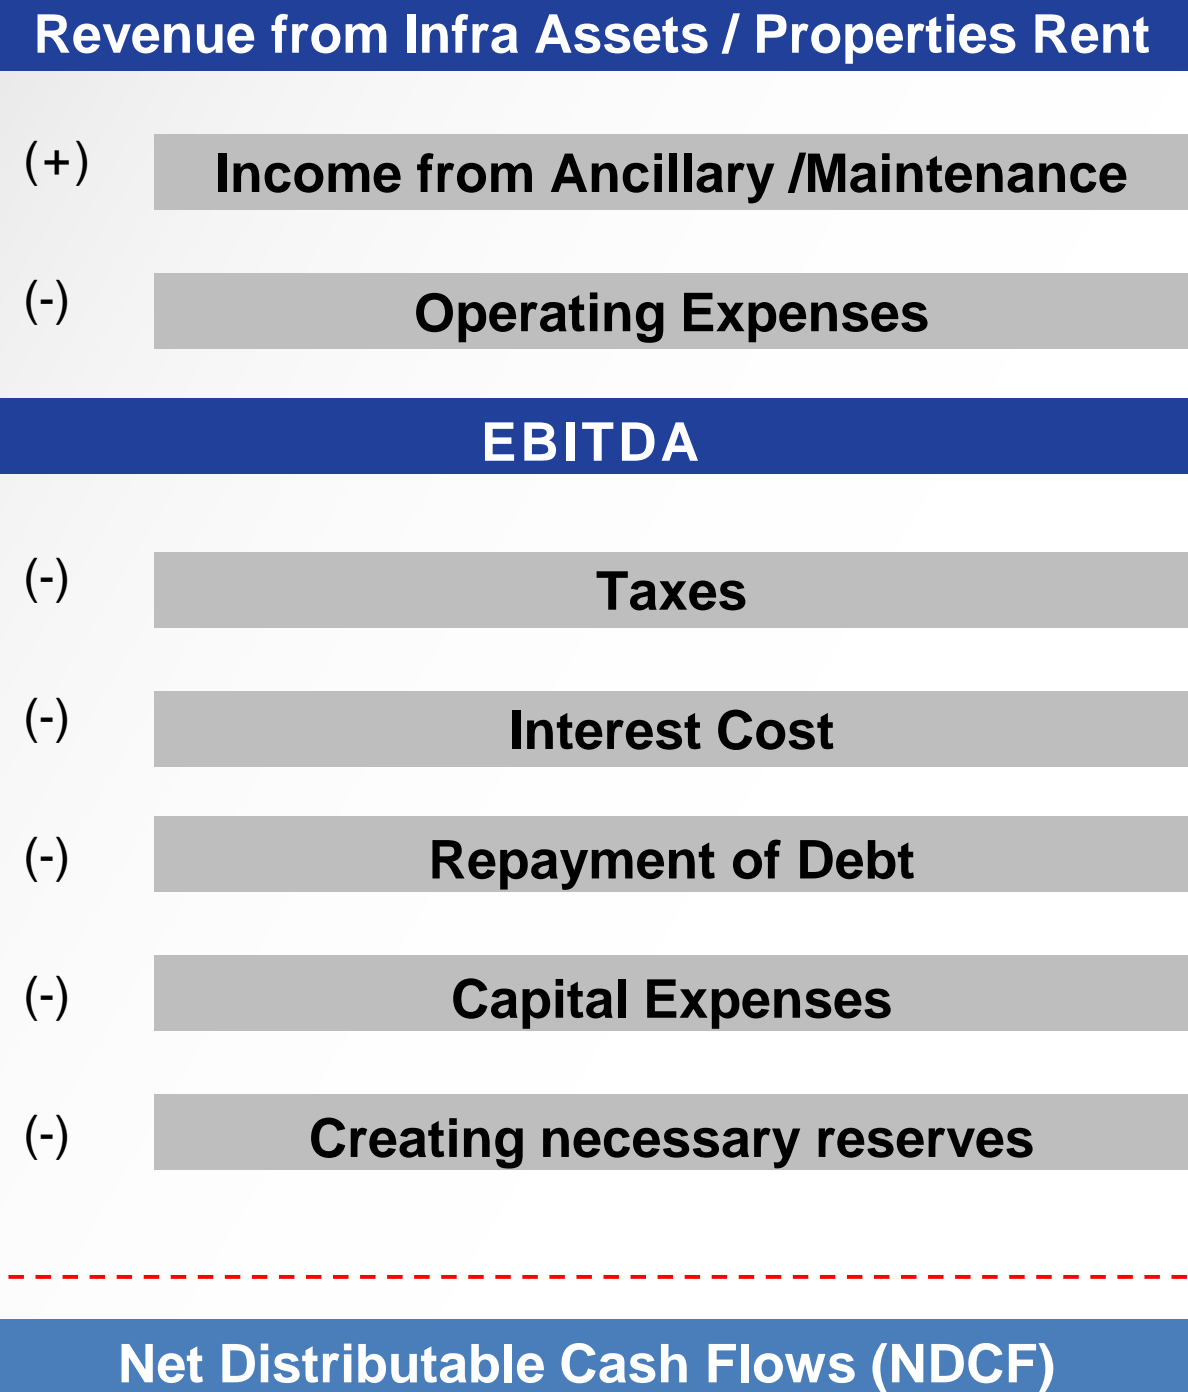 Revenue from Infra Assets / Properties Rent
(+) Income from Ancillary /Maintenance
(-) Operating Expenses
EBITDA
(-) Taxes
(-) Interest Cost
(-) Repayment of Debt
(-) Capital Expenses
(-) Creating necessary reserves
Net Distributable Cash Flows (NDCF)